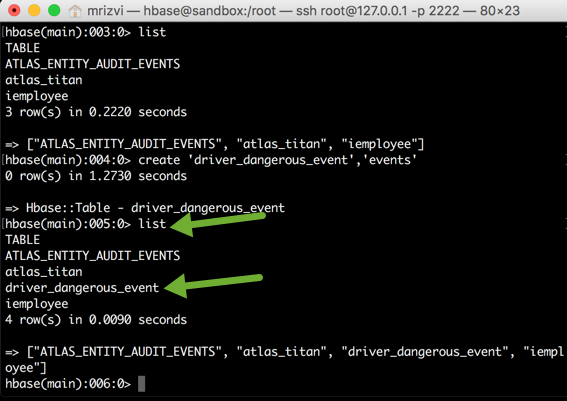 mrizvi — hbase@sandbox:/root — ssh root@127.0.0.1 -p 2222 — 80×23
hbase(main):003:0> list
TABLE
ATLAS_ENTITY_AUDIT_EVENTS
atlas_titan
iemployee
3 row(s) in 0.2220 seconds
=> ["ATLAS_ENTITY_AUDIT_EVENTS", "atlas_titan", "iemployee"]
hbase(main):004:0> create 'driver_dangerous_event','events'
0 row(s) in 1.2730 seconds
=> Hbase::Table - driver_dangerous_event
hbase(main):005:0> list
TABLE
ATLAS_ENTITY_AUDIT_EVENTS
atlas_titan
driver_dangerous_event
iemployee
4 row(s) in 0.0090 seconds
=> ["ATLAS_ENTITY_AUDIT_EVENTS", "atlas_titan", "driver_dangerous_event", "iempl
oyee"]
hbase(main):006:0>